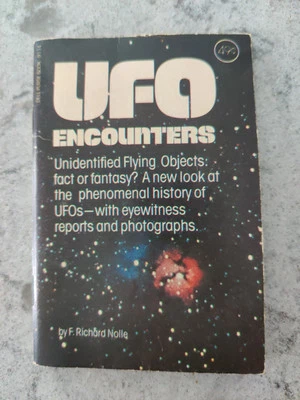 49¢
UFO
ENCOUNTERS
Unidentified Flying Objects:
fact or fantasy? A new look at
the phenomenal history of
UFOs—with eyewitness
reports and photographs.
by F. Richard Nolle